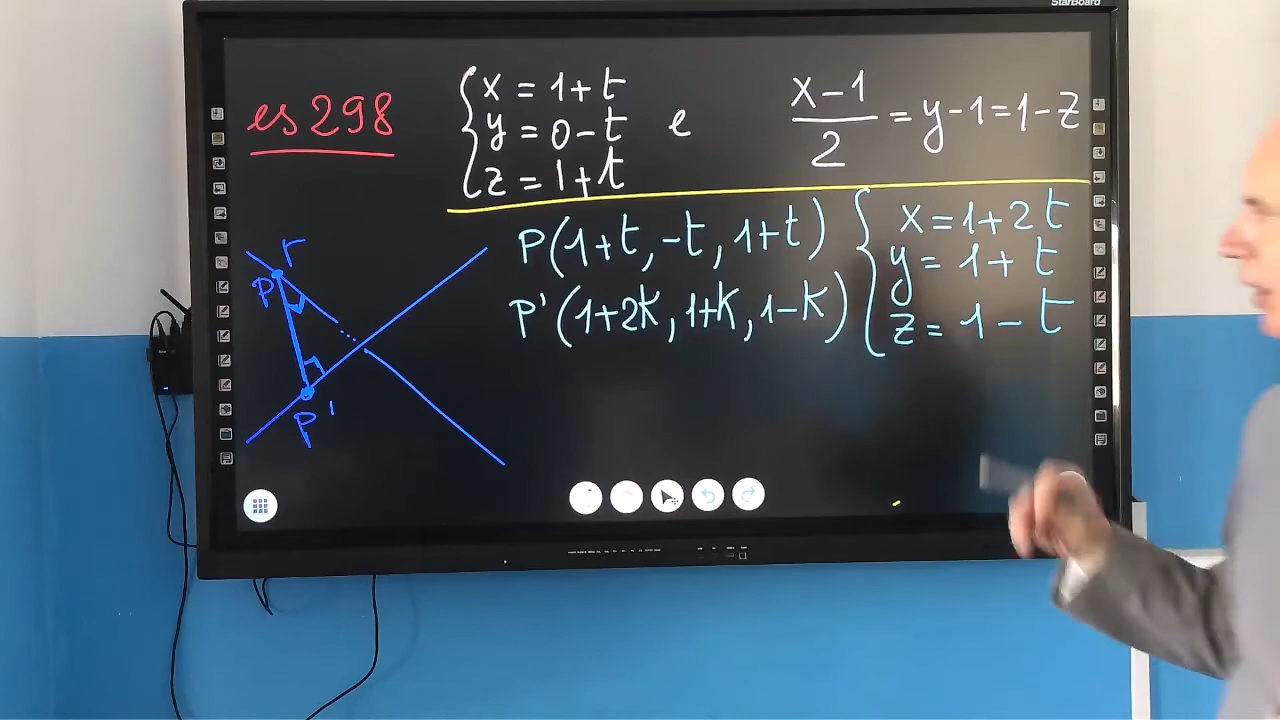 StarBoard
es 298
{ x = 1 + t
y = 0 - t
z = 1 + t
e
x - 1 / 2 = y - 1 = 1 - z
P(1+t, -t, 1+t)
P'(1+2k, 1+k, 1-k)
{ x = 1 + 2t
y = 1 + t
z = 1 - t
r
P
P'